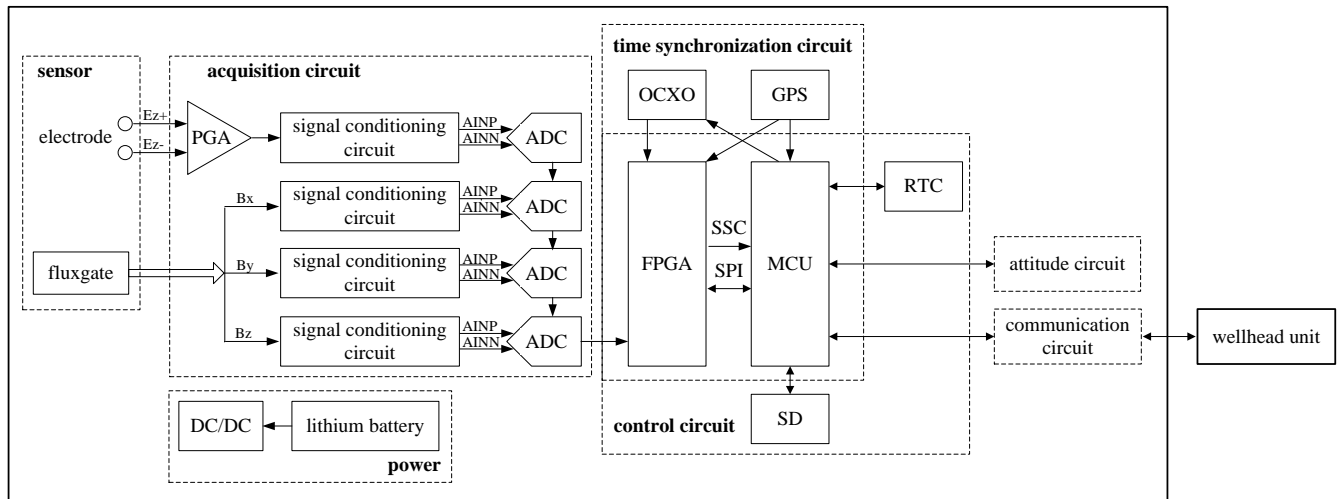 sensor
acquisition circuit
time synchronization circuit
electrode
Ez+
Ez-
PGA
signal conditioning
circuit
AINP
AINN
ADC
Bx
signal conditioning
circuit
AINP
AINN
ADC
fluxgate
By
signal conditioning
circuit
AINP
AINN
ADC
Bz
signal conditioning
circuit
AINP
AINN
ADC
OCXO
GPS
FPGA
SSC
SPI
MCU
RTC
SD
control circuit
attitude circuit
communication
circuit
wellhead unit
DC/DC
lithium battery
power